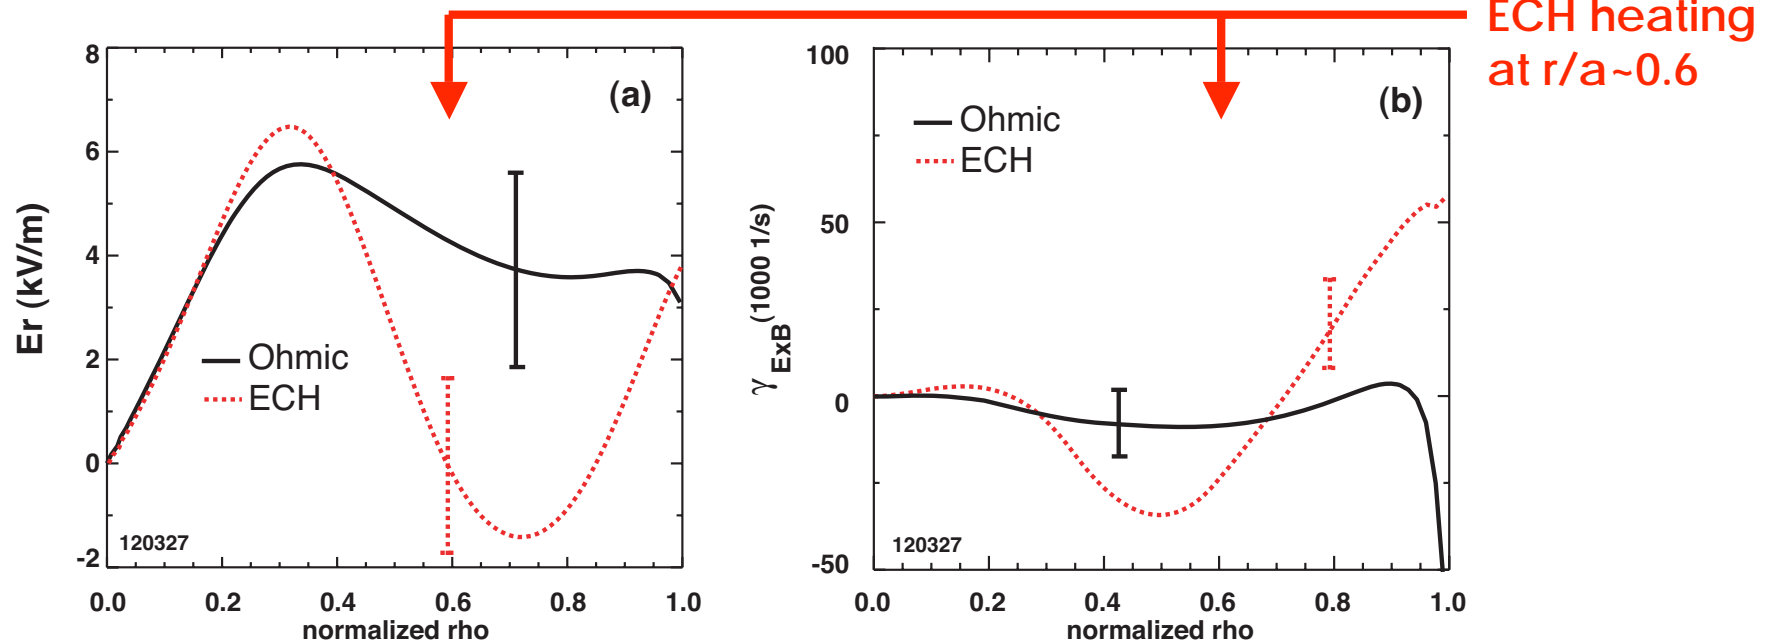 ECH heating
at r/a~0.6
8
6
4
2
0
-2
Er (kV/m)
(a)
Ohmic
ECH
120327
0.0 0.2 0.4 0.6 0.8 1.0
normalized rho
100
50
0
-50
γExB(1000 1/s)
(b)
Ohmic
ECH
120327
0.0 0.2 0.4 0.6 0.8 1.0
normalized rho